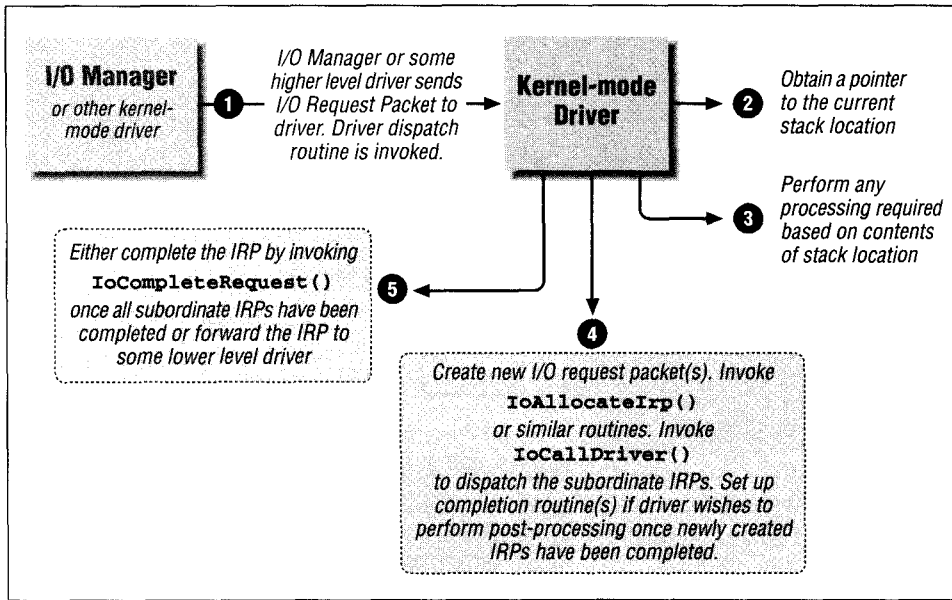 I/O Manager
or other kernel-
mode driver
1
I/O Manager or some
higher level driver sends
I/O Request Packet to
driver. Driver dispatch
routine is invoked.
Kernel-mode
Driver
2
Obtain a pointer
to the current
stack location
3
Perform any
processing required
based on contents
of stack location
Either complete the IRP by invoking
IoCompleteRequest()
once all subordinate IRPs have been
completed or forward the IRP to
some lower level driver
5
4
Create new I/O request packet(s). Invoke
IoAllocateIrp()
or similar routines. Invoke
IoCallDriver()
to dispatch the subordinate IRPs. Set up
completion routine(s) if driver wishes to
perform post-processing once newly created
IRPs have been completed.